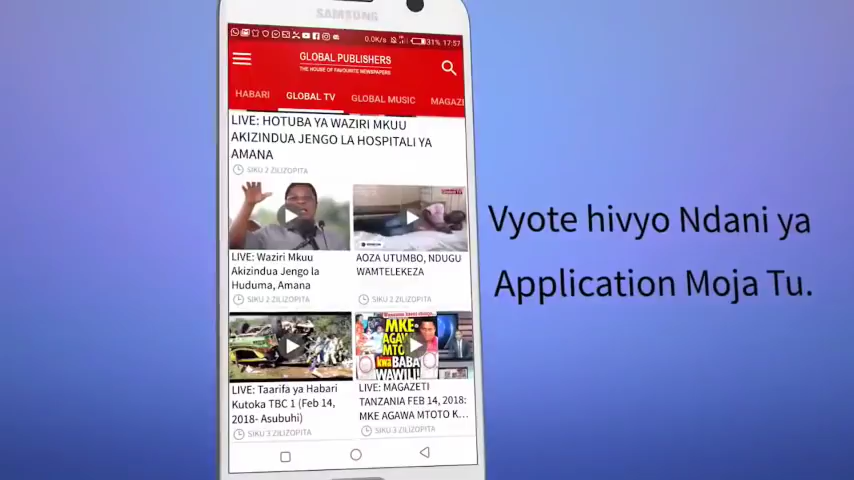 SAMSUNG
0.0K/s 31% 17:57
GLOBAL PUBLISHERS
THE HOUSE OF FAVOURITE NEWSPAPERS
HABARI GLOBAL TV GLOBAL MUSIC MAGAZI
LIVE: HOTUBA YA WAZIRI MKUU
AKIZINDUA JENGO LA HOSPITALI YA
AMANA
SIKU 2 ZILIZOPITA
LIVE: Waziri Mkuu
Akizindua Jengo la
Huduma, Amana
SIKU 2 ZILIZOPITA
Global TV
AOZA UTUMBO, NDUGU
WAMTELEKEZA
SIKU 2 ZILIZOPITA
LIVE: Taarifa ya Habari
Kutoka TBC 1 (Feb 14,
2018- Asubuhi)
SIKU 3 ZILIZOPITA
MKE-
AGAWA
MTOTO
kwa BABA
WAWILI!
LIVE: MAGAZETI
TANZANIA FEB 14, 2018:
MKE AGAWA MTOTO K...
SIKU 3 ZILIZOPITA
Vyote hivyo Ndani ya
Application Moja Tu.